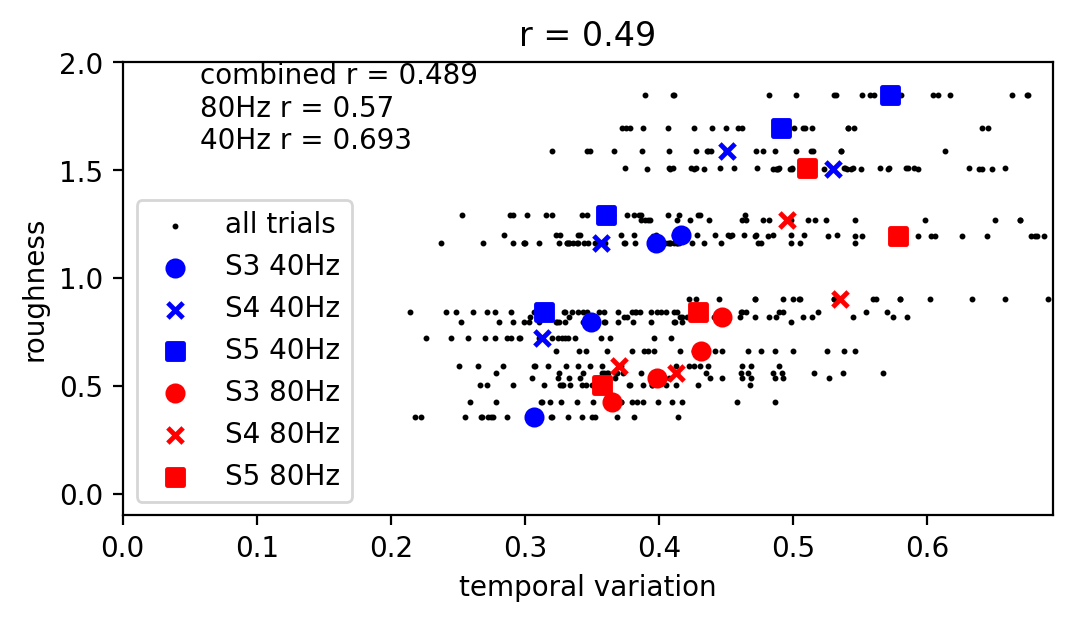 r = 0.49
combined r = 0.489
80Hz r = 0.57
40Hz r = 0.693
all trials
S3 40Hz
S4 40Hz
S5 40Hz
S3 80Hz
S4 80Hz
S5 80Hz
roughness
2.0
1.5
1.0
0.5
0.0
0.0 0.1 0.2 0.3 0.4 0.5 0.6
temporal variation